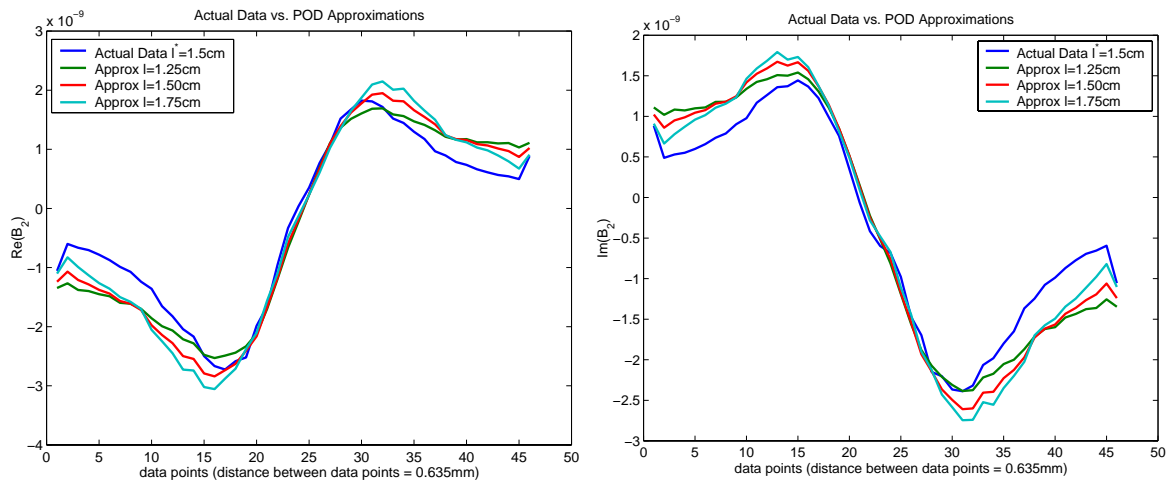 Actual Data vs. POD Approximations
x 10⁻⁹
3
2
1
0
−1
−2
−3
−4
Re(B₂)
Actual Data l*=1.5cm
Approx l=1.25cm
Approx l=1.50cm
Approx l=1.75cm
0 5 10 15 20 25 30 35 40 45 50
data points (distance between data points = 0.635mm)
Actual Data vs. POD Approximations
x 10⁻⁹
2
1.5
1
0.5
0
−0.5
−1
−1.5
−2
−2.5
−3
Im(B₂)
Actual Data l*=1.5cm
Approx l=1.25cm
Approx l=1.50cm
Approx l=1.75cm
0 5 10 15 20 25 30 35 40 45 50
data points (distance between data points = 0.635mm)